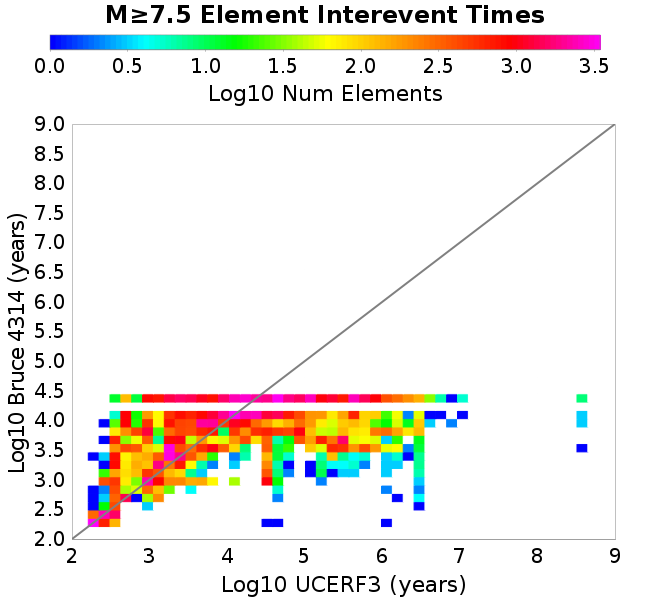 M≥7.5 Element Interevent Times
0.0 0.5 1.0 1.5 2.0 2.5 3.0 3.5
Log10 Num Elements
9.0
8.5
8.0
7.5
7.0
6.5
6.0
5.5
5.0
4.5
4.0
3.5
3.0
2.5
2.0
Log10 Bruce 4314 (years)
2 3 4 5 6 7 8 9
Log10 UCERF3 (years)